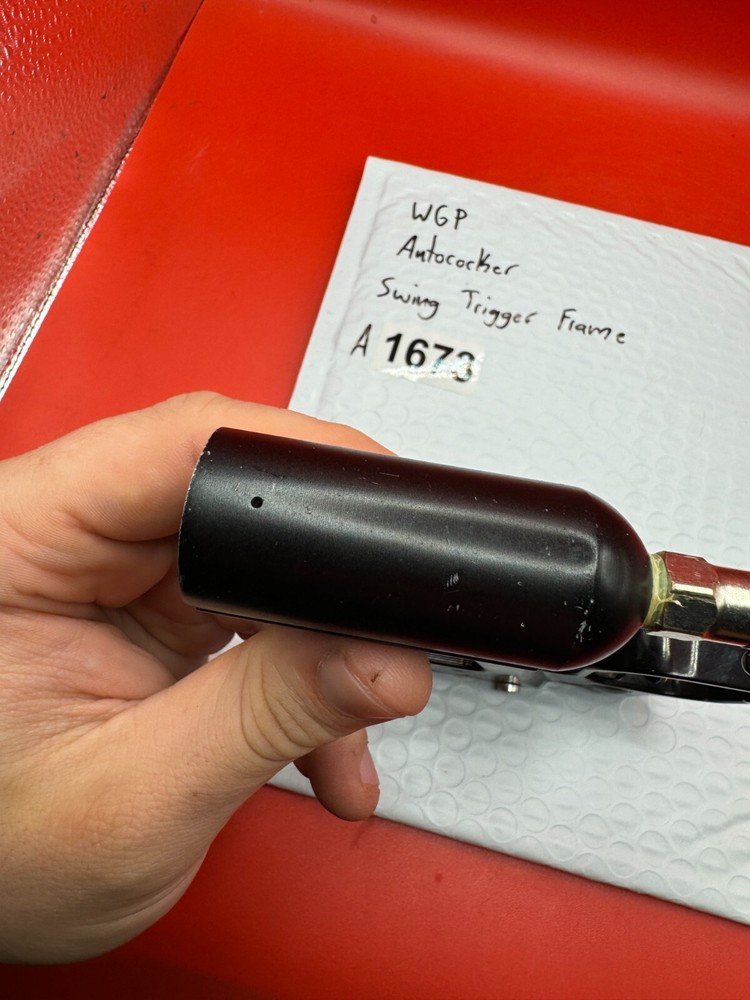 WGP
Autococker
Swing Trigger Frame
A 1673